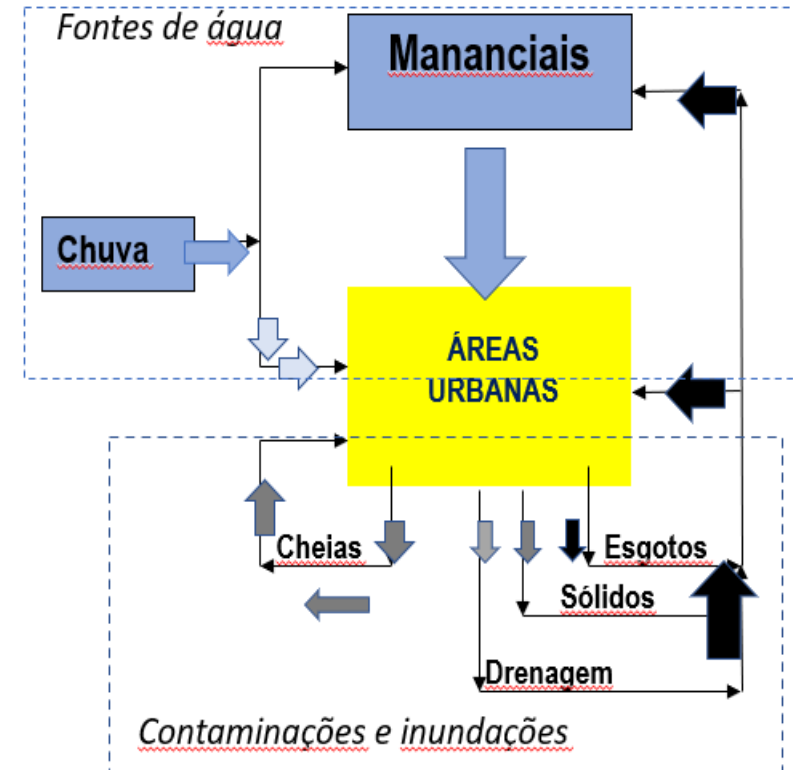 Fontes de água
Mananciais
Chuva
ÁREAS
URBANAS
Cheias
Esgotos
Sólidos
Drenagem
Contaminações e inundações